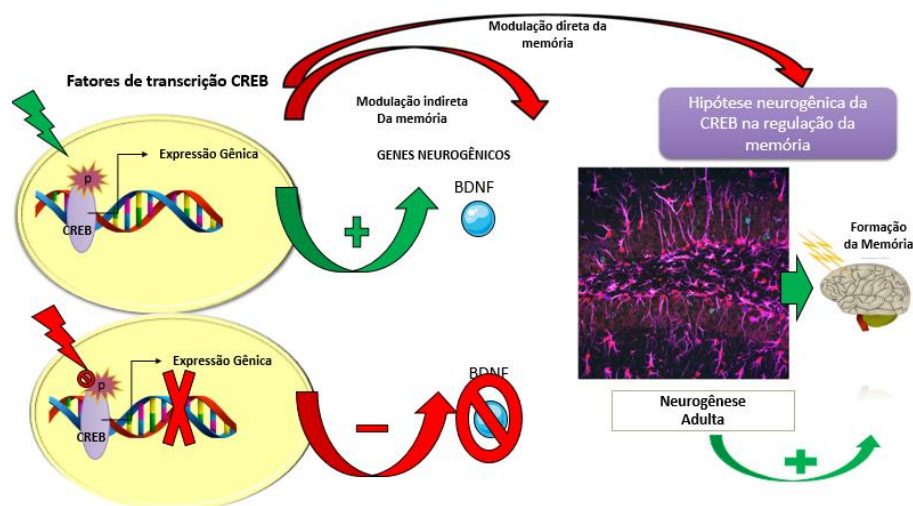 Modulação direta da
memória
Fatores de transcrição CREB
Modulação indireta
Da memória
Hipótese neurogênica da
CREB na regulação da
memória
GENES NEUROGÊNICOS
Expressão Gênica
p
CREB
BDNF
+
Formação
da Memória
Expressão Gênica
p
CREB
BDNF
Neurogênese
Adulta
+